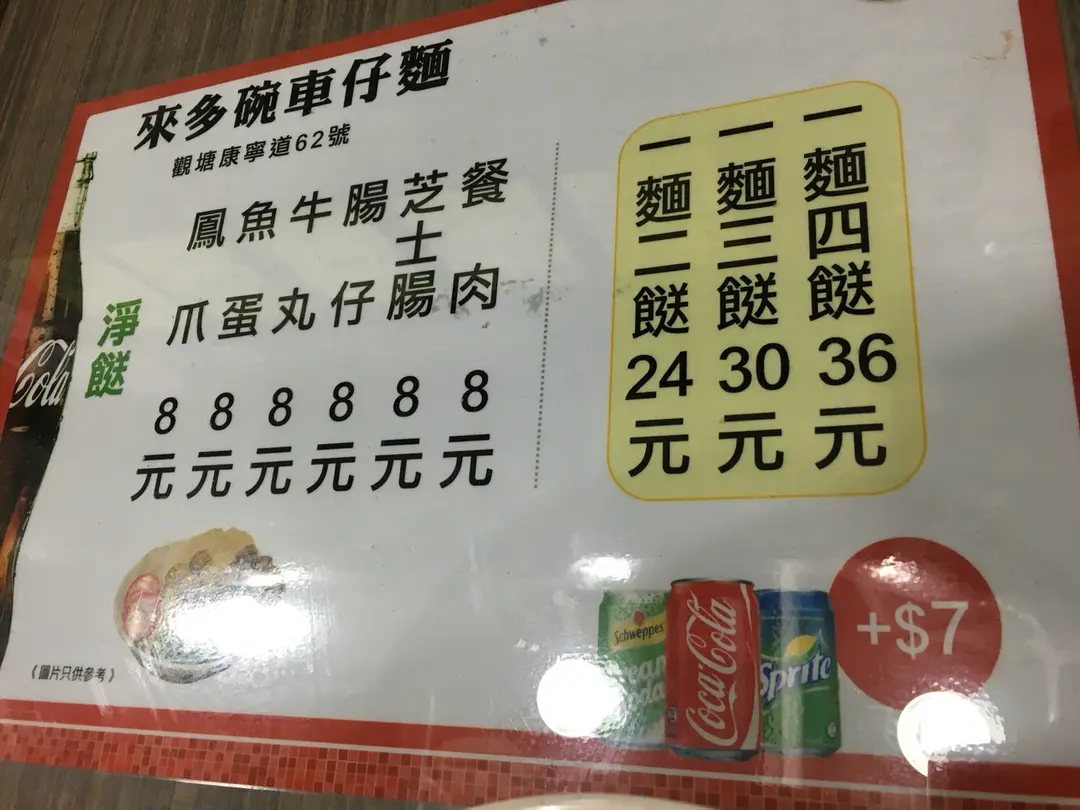 來多碗車仔麵
觀塘康寧道62號
淨餸
鳳爪 8元
魚蛋 8元
牛丸 8元
腸仔 8元
芝士腸 8元
餐肉 8元
一麵二餸 24元
一麵三餸 30元
一麵四餸 36元
Cola
Schweppes
Coca-Cola
Sprite
+$7
《圖片只供參考》